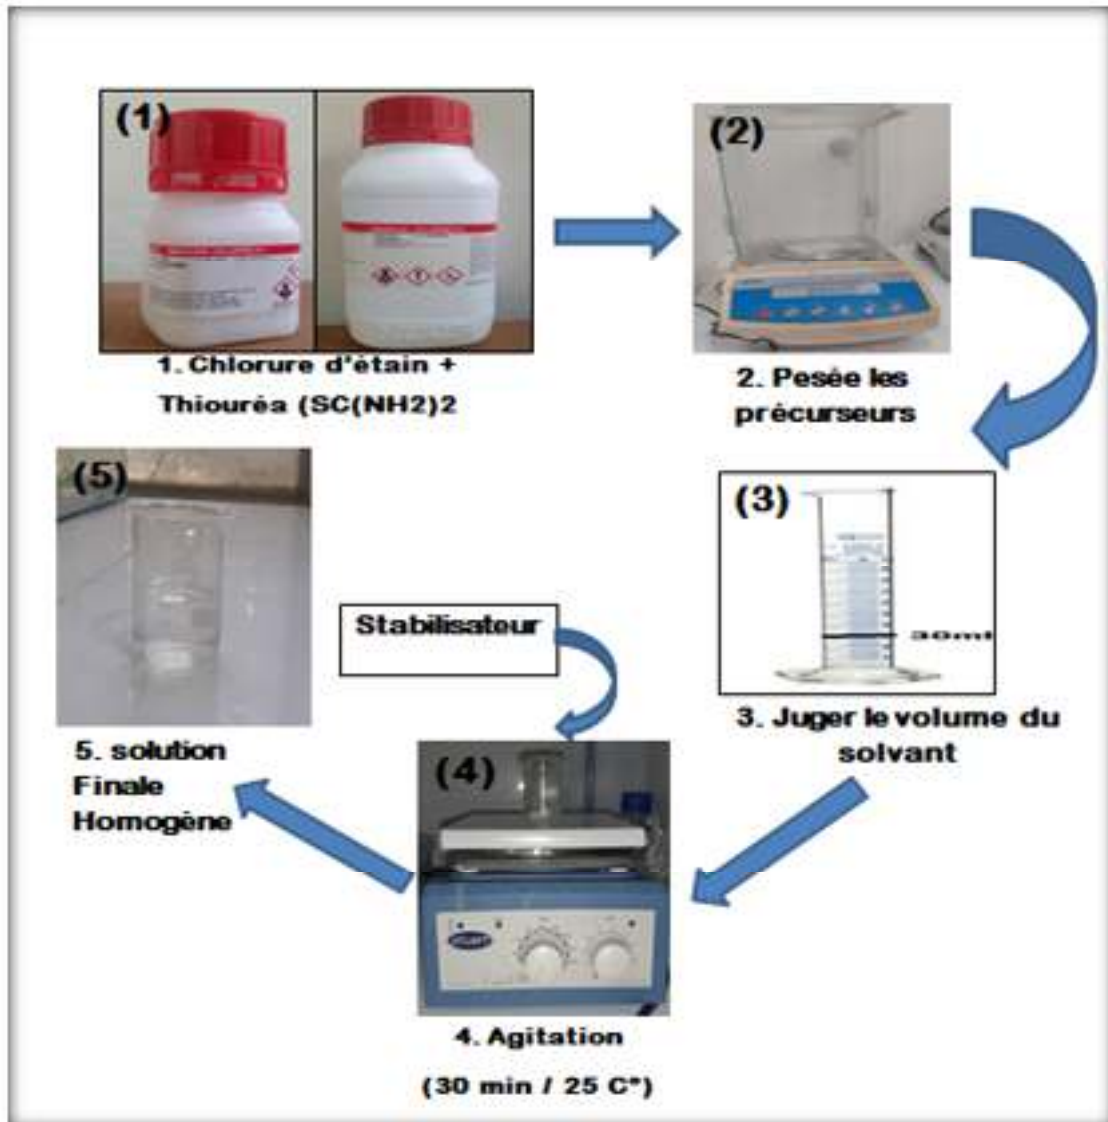 (1)
1. Chlorure d'étain +
Thiouréa (SC(NH2)2
(2)
2. Pesée les
précurseurs
(3)
30ml
3. Juger le volume du
solvant
Stabilisateur
(4)
4. Agitation
(30 min / 25 C°)
(5)
5. solution
Finale
Homogène